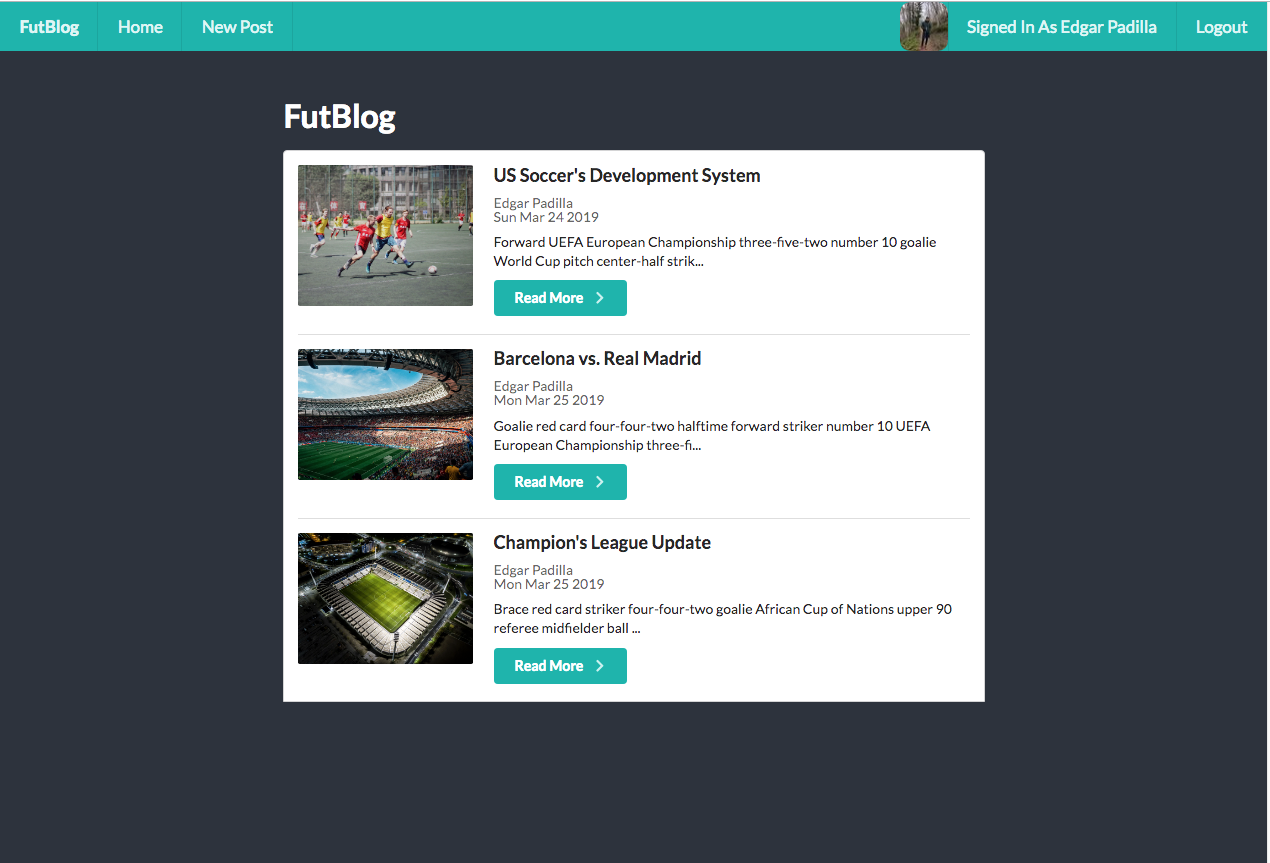 FutBlog Home New Post Signed In As Edgar Padilla Logout
FutBlog
US Soccer's Development System
Edgar Padilla
Sun Mar 24 2019
Forward UEFA European Championship three-five-two number 10 goalie
World Cup pitch center-half strik...
Read More
Barcelona vs. Real Madrid
Edgar Padilla
Mon Mar 25 2019
Goalie red card four-four-two halftime forward striker number 10 UEFA
European Championship three-fi...
Read More
Champion's League Update
Edgar Padilla
Mon Mar 25 2019
Brace red card striker four-four-two goalie African Cup of Nations upper 90
referee midfielder ball ...
Read More